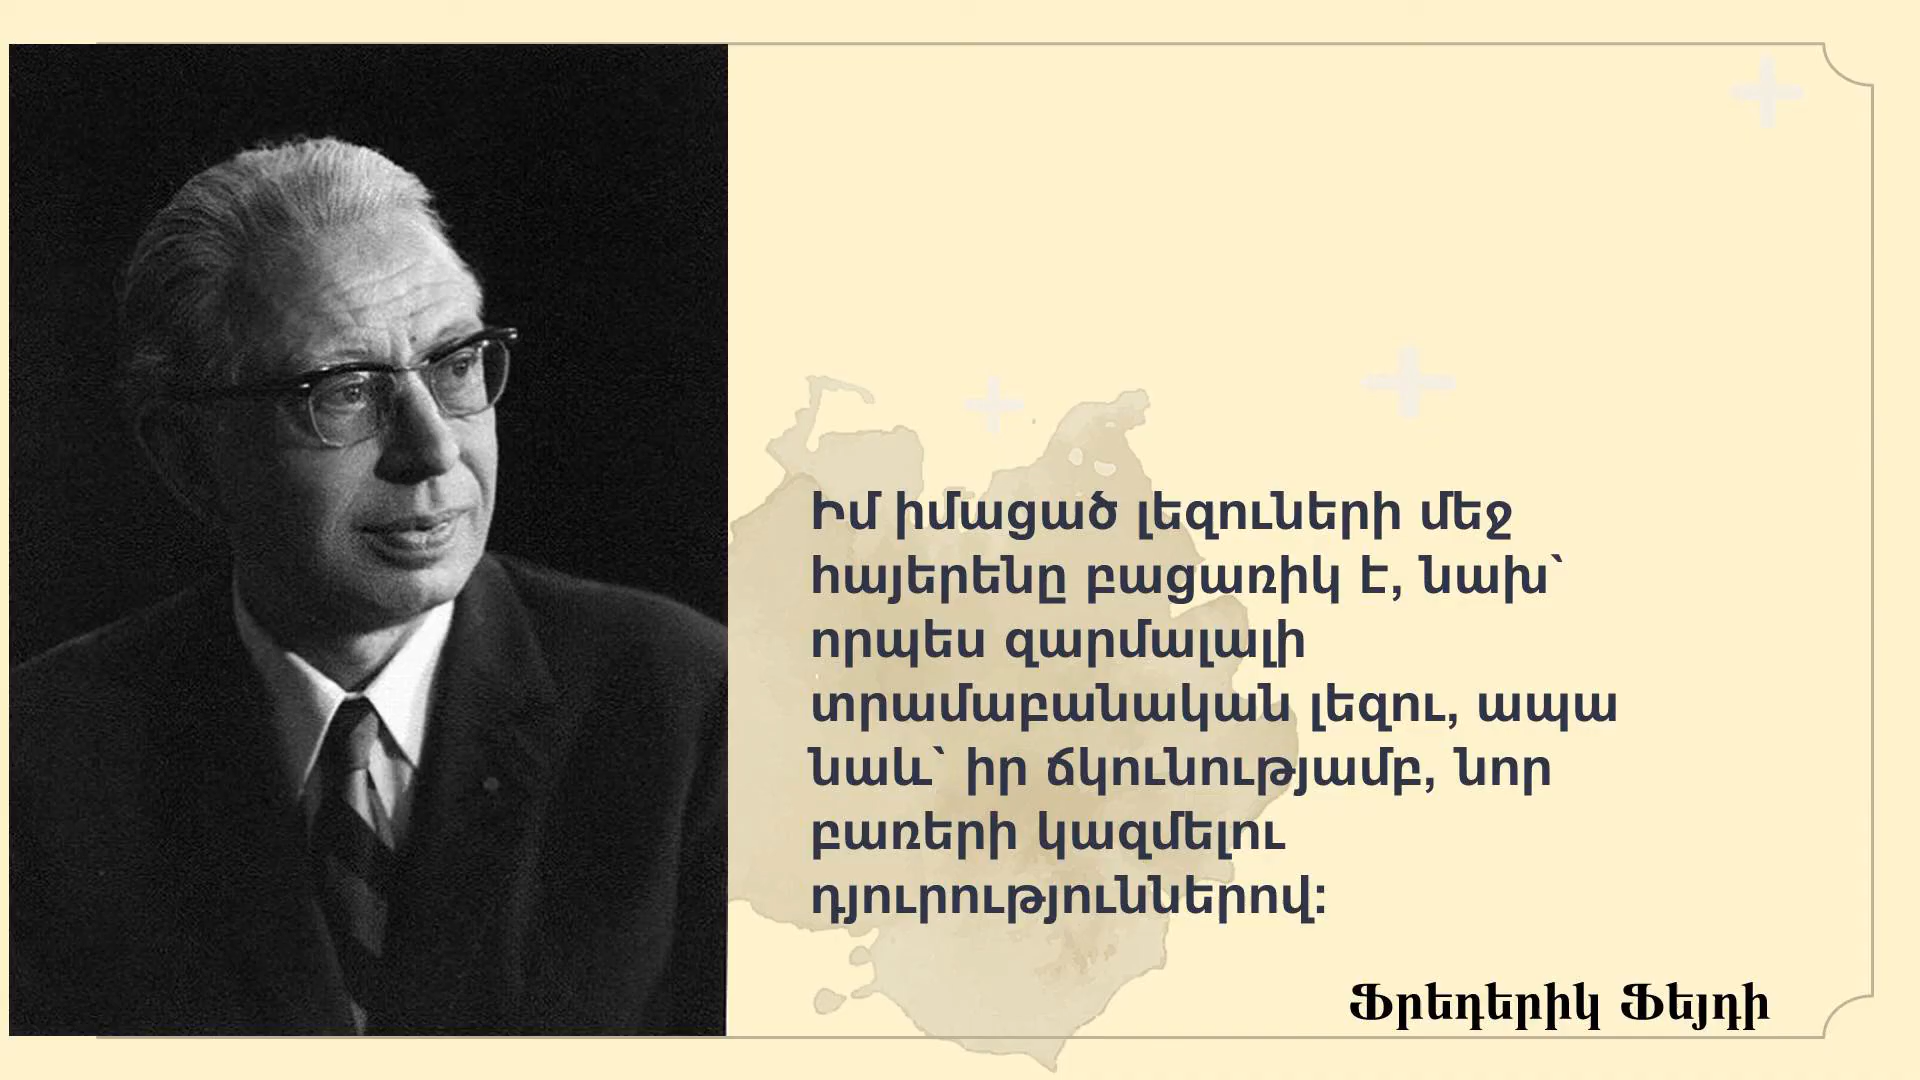 Իմ իմացած լեզուների մեջ
հայերենը բացառիկ է, նախ՝
որպես զարմալալի
տրամաբանական լեզու, ապա
նաև՝ իր ճկունությամբ, նոր
բառերի կազմելու
դյուրություններով։
Ֆրեդերիկ Ֆեյդի